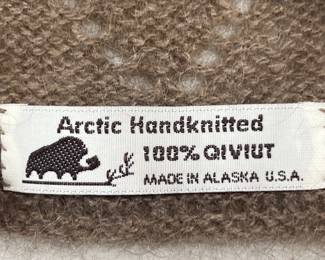 Arctic Handknitted
100% QIVIUT
MADE IN ALASKA U.S.A.